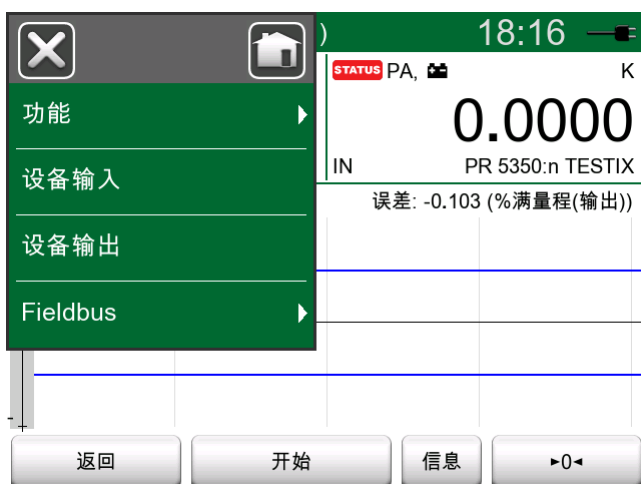 ) 18:16
功能
设备输入
设备输出
Fieldbus
STATUS PA, K
0.0000
IN PR 5350:n TESTIX
误差: -0.103 (%满量程(输出))
-
返回 开始 信息 ►0◄